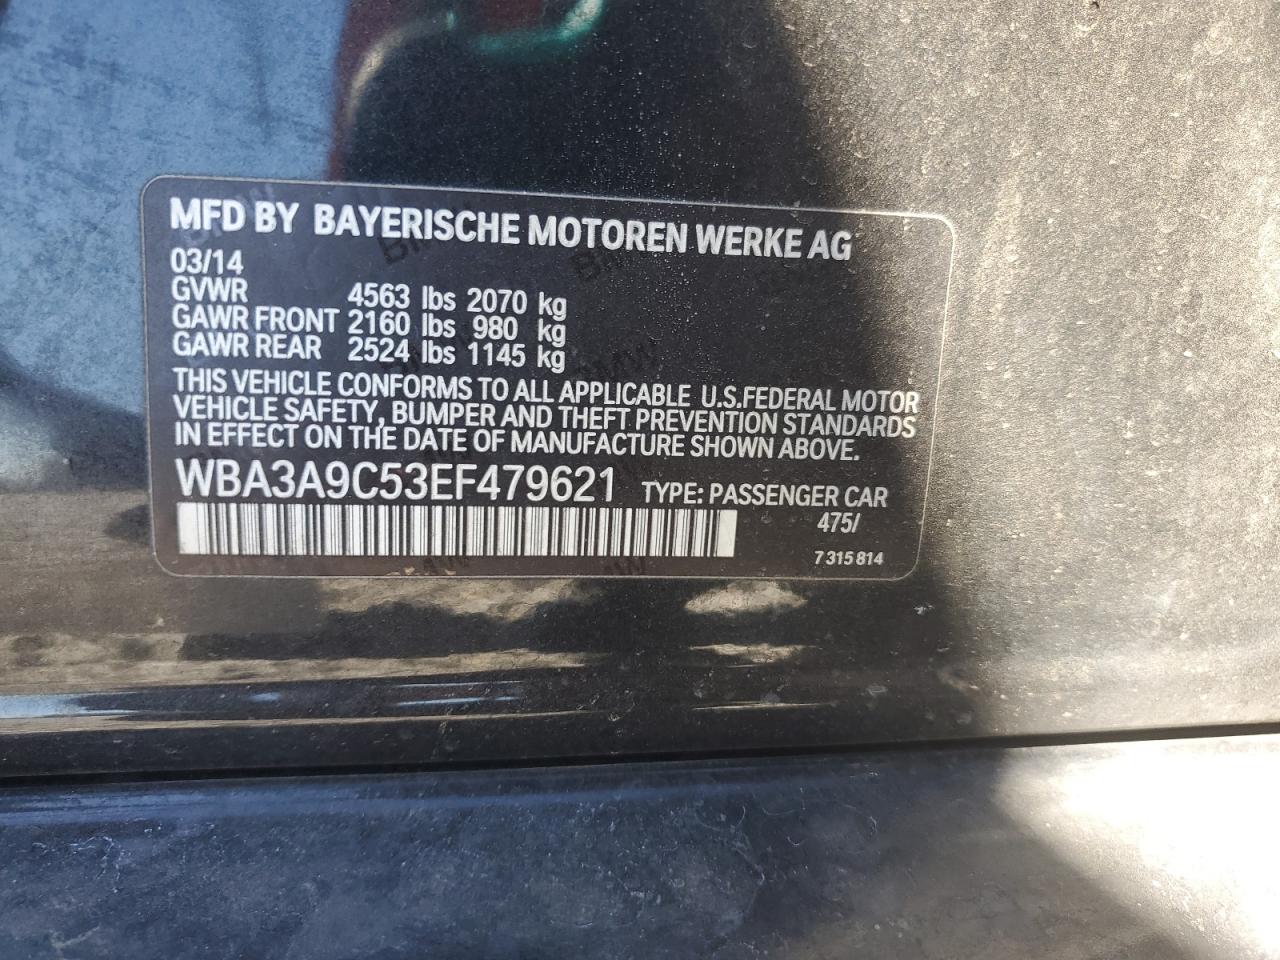 MFD BY BAYERISCHE MOTOREN WERKE AG
03/14
GVWR 4563 lbs 2070 kg
GAWR FRONT 2160 lbs 980 kg
GAWR REAR 2524 lbs 1145 kg
THIS VEHICLE CONFORMS TO ALL APPLICABLE U.S.FEDERAL MOTOR
VEHICLE SAFETY, BUMPER AND THEFT PREVENTION STANDARDS
IN EFFECT ON THE DATE OF MANUFACTURE SHOWN ABOVE.
WBA3A9C53EF479621 TYPE: PASSENGER CAR
475/
7 315 814